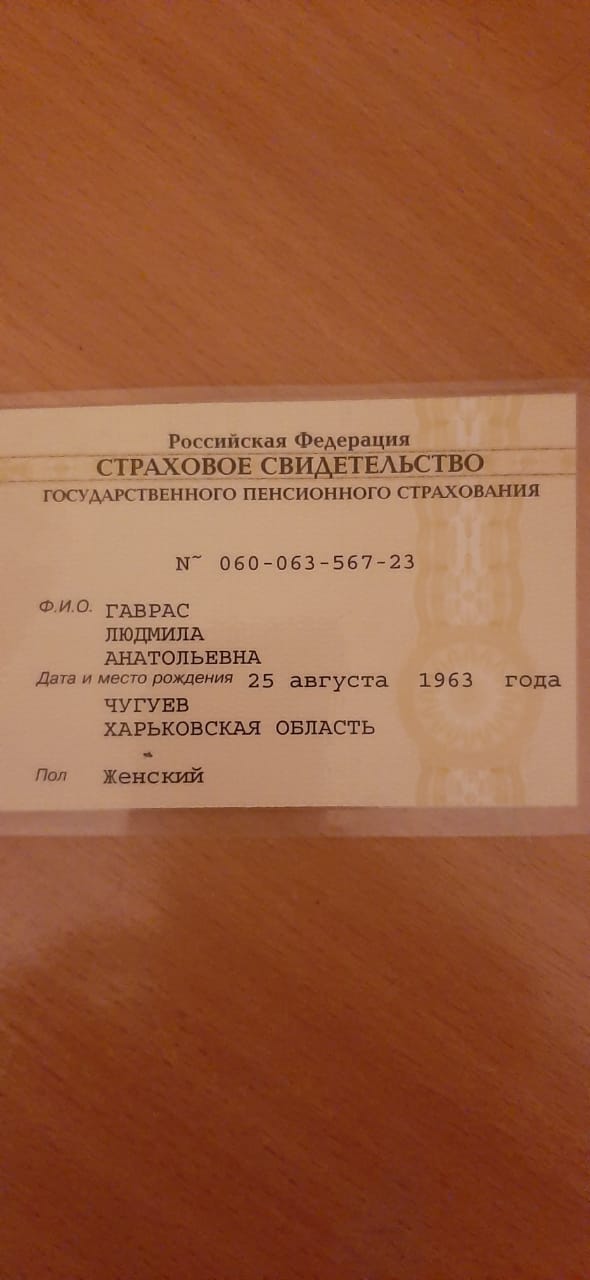 Российская Федерация
СТРАХОВОЕ СВИДЕТЕЛЬСТВО
ГОСУДАРСТВЕННОГО ПЕНСИОННОГО СТРАХОВАНИЯ
N~ 060-063-567-23
Ф.И.О. ГАВРАС
ЛЮДМИЛА
АНАТОЛЬЕВНА
Дата и место рождения 25 августа 1963 года
ЧУГУЕВ
ХАРЬКОВСКАЯ ОБЛАСТЬ
Пол Женский